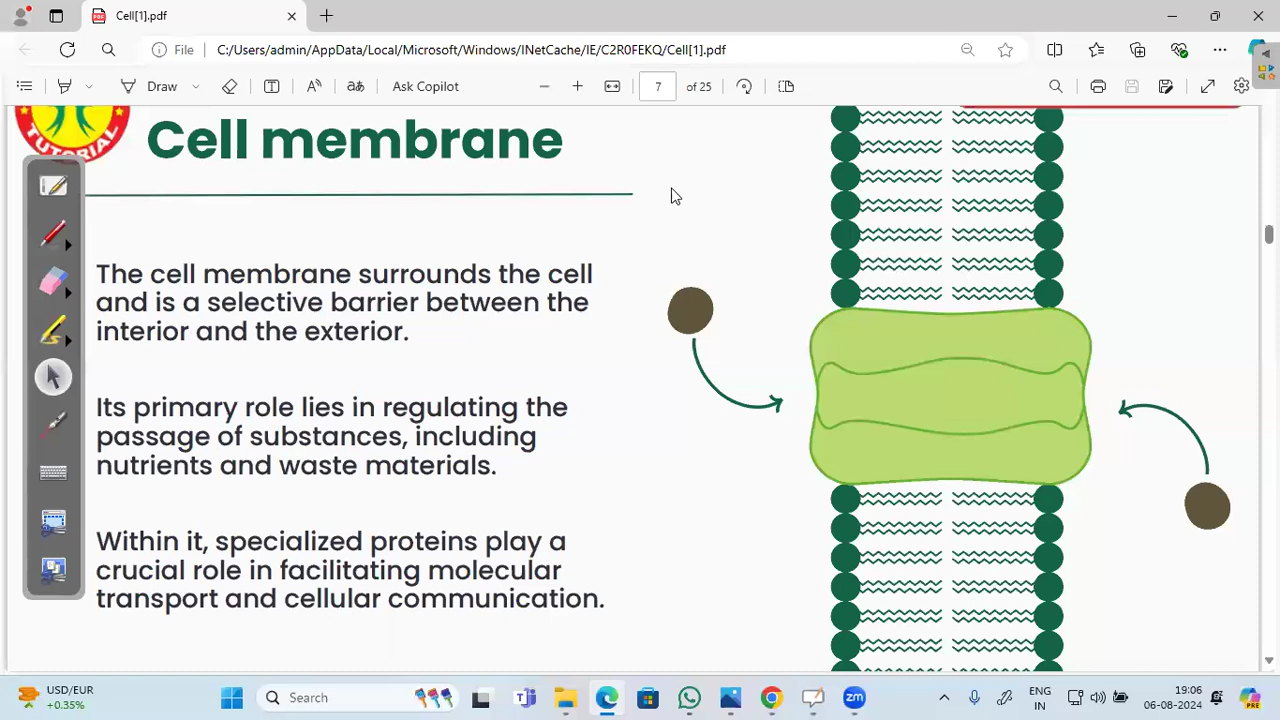 Cell[1].pdf
File
C:/Users/admin/AppData/Local/Microsoft/Windows/INetCache/IE/C2R0FEKQ/Cell[1].pdf
Draw
Ask Copilot
7 of 25
TUTORIAL
Cell membrane
The cell membrane surrounds the cell
and is a selective barrier between the
interior and the exterior.
Its primary role lies in regulating the
passage of substances, including
nutrients and waste materials.
Within it, specialized proteins play a
crucial role in facilitating molecular
transport and cellular communication.
USD/EUR
+0.35%
Search
zm
ENG
IN
19:06
06-08-2024
PRE